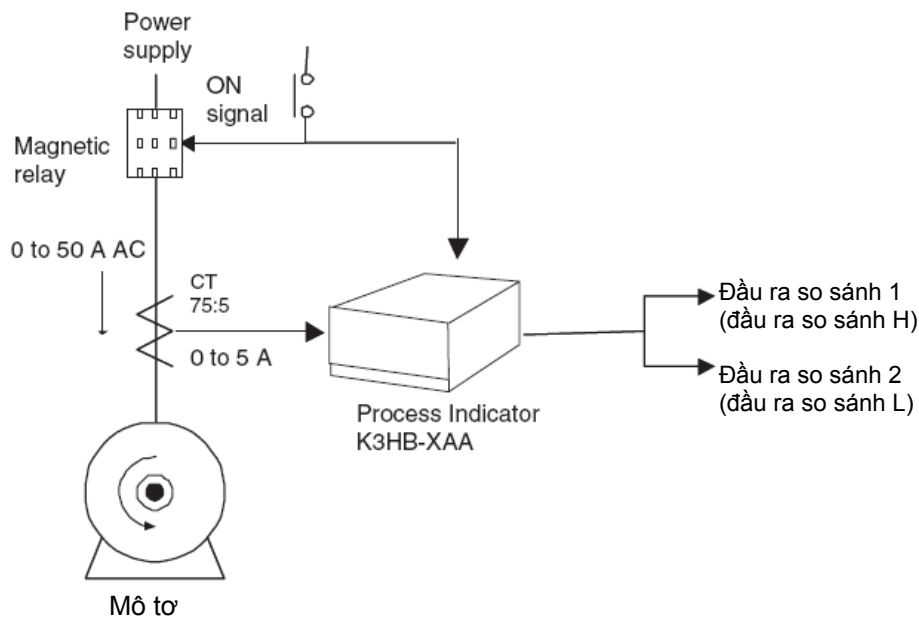 Power
supply
ON
signal
Magnetic
relay
0 to 50 A AC
CT
75:5
0 to 5 A
Đầu ra so sánh 1
(đầu ra so sánh H)
Đầu ra so sánh 2
(đầu ra so sánh L)
Process Indicator
K3HB-XAA
Mô tơ